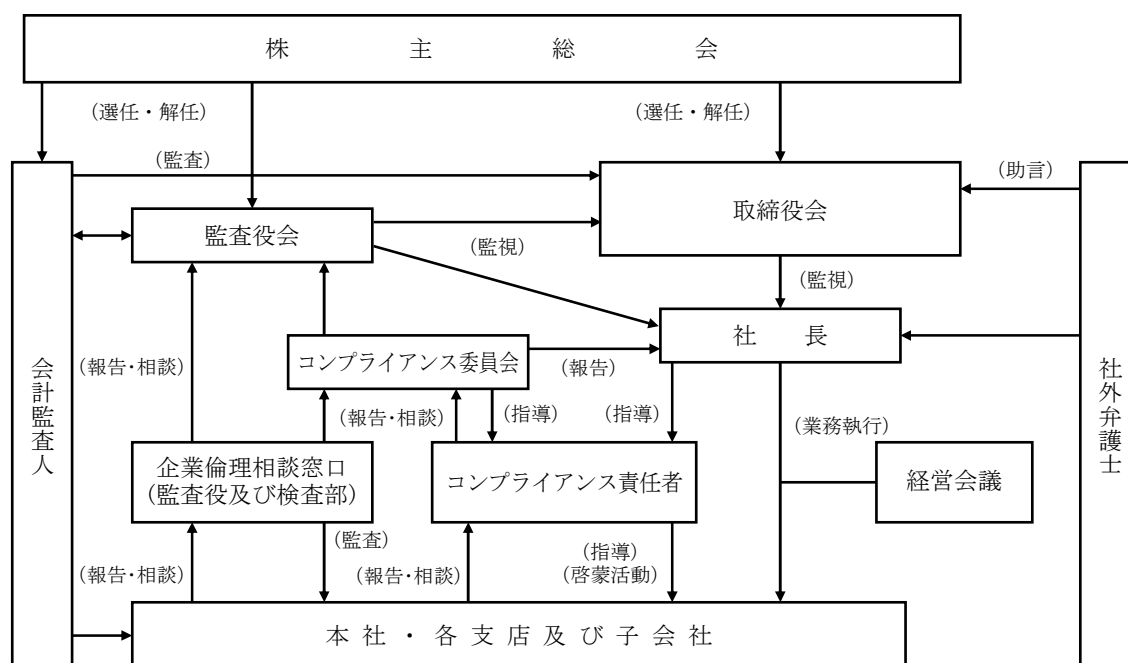 株主総会
（選任・解任）
（選任・解任）
（監査）
（助言）
取締役会
監査役会
（監視）
（監視）
社長
会計監査人
社外弁護士
（報告・相談）
コンプライアンス委員会
（報告）
（報告・相談）
（指導）
（指導）
（業務執行）
企業倫理相談窓口
（監査役及び検査部）
コンプライアンス責任者
経営会議
（監査）
（報告・相談）
（報告・相談）
（指導）
（啓蒙活動）
本社・各支店及び子会社